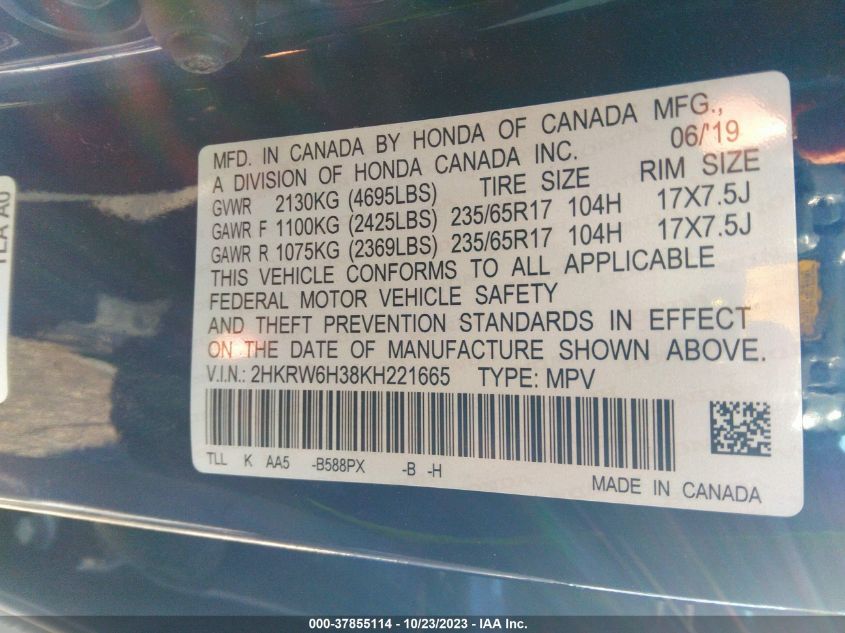 MFD. IN CANADA BY HONDA OF CANADA MFG.,
A DIVISION OF HONDA CANADA INC. 06/'19
GVWR 2130KG (4695LBS) TIRE SIZE RIM SIZE
GAWR F 1100KG (2425LBS) 235/65R17 104H 17X7.5J
GAWR R 1075KG (2369LBS) 235/65R17 104H 17X7.5J
THIS VEHICLE CONFORMS TO ALL APPLICABLE
FEDERAL MOTOR VEHICLE SAFETY
AND THEFT PREVENTION STANDARDS IN EFFECT
ON THE DATE OF MANUFACTURE SHOWN ABOVE.
V.I.N.: 2HKRW6H38KH221665 TYPE: MPV
TLL K AA5 -B588PX -B -H
MADE IN CANADA
TLA A0
000-37855114 - 10/23/2023 - IAA Inc.